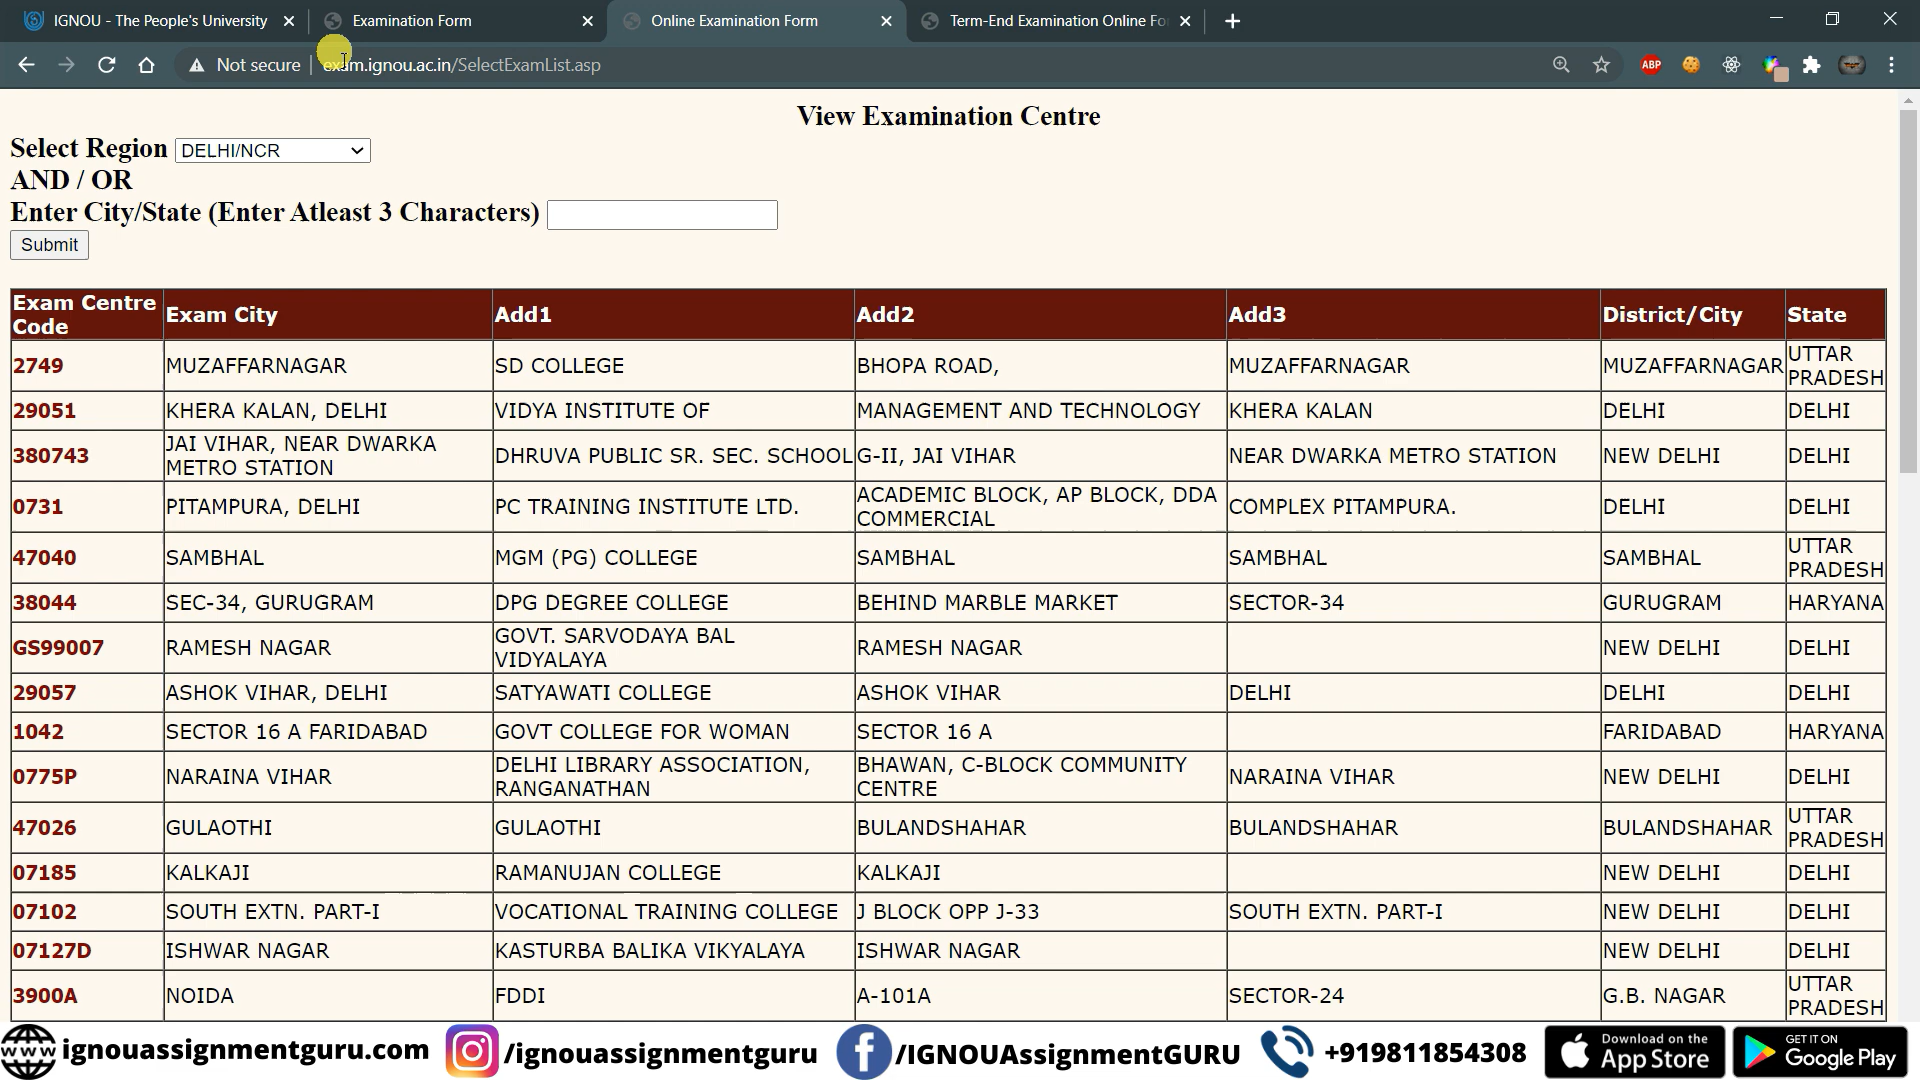 IGNOU - The People's University
Examination Form
Online Examination Form
Term-End Examination Online Fo
Not secure
exam.ignou.ac.in/SelectExamList.asp
ABP
View Examination Centre
Select Region DELHI/NCR
AND / OR
Enter City/State (Enter Atleast 3 Characters)
Submit
Exam Centre Code Exam City Add1 Add2 Add3 District/City State
2749 MUZAFFARNAGAR SD COLLEGE BHOPA ROAD, MUZAFFARNAGAR MUZAFFARNAGAR UTTAR PRADESH
29051 KHERA KALAN, DELHI VIDYA INSTITUTE OF MANAGEMENT AND TECHNOLOGY KHERA KALAN DELHI DELHI
380743 JAI VIHAR, NEAR DWARKA METRO STATION DHRUVA PUBLIC SR. SEC. SCHOOL G-II, JAI VIHAR NEAR DWARKA METRO STATION NEW DELHI DELHI
0731 PITAMPURA, DELHI PC TRAINING INSTITUTE LTD. ACADEMIC BLOCK, AP BLOCK, DDA COMMERCIAL COMPLEX PITAMPURA. DELHI DELHI
47040 SAMBHAL MGM (PG) COLLEGE SAMBHAL SAMBHAL SAMBHAL UTTAR PRADESH
38044 SEC-34, GURUGRAM DPG DEGREE COLLEGE BEHIND MARBLE MARKET SECTOR-34 GURUGRAM HARYANA
GS99007 RAMESH NAGAR GOVT. SARVODAYA BAL VIDYALAYA RAMESH NAGAR NEW DELHI DELHI
29057 ASHOK VIHAR, DELHI SATYAWATI COLLEGE ASHOK VIHAR DELHI DELHI DELHI
1042 SECTOR 16 A FARIDABAD GOVT COLLEGE FOR WOMAN SECTOR 16 A FARIDABAD HARYANA
0775P NARAINA VIHAR DELHI LIBRARY ASSOCIATION, RANGANATHAN BHAWAN, C-BLOCK COMMUNITY CENTRE NARAINA VIHAR NEW DELHI DELHI
47026 GULAOTHI GULAOTHI BULANDSHAHAR BULANDSHAHAR BULANDSHAHAR UTTAR PRADESH
07185 KALKAJI RAMANUJAN COLLEGE KALKAJI NEW DELHI DELHI
07102 SOUTH EXTN. PART-I VOCATIONAL TRAINING COLLEGE J BLOCK OPP J-33 SOUTH EXTN. PART-I NEW DELHI DELHI
07127D ISHWAR NAGAR KASTURBA BALIKA VIKYALAYA ISHWAR NAGAR NEW DELHI DELHI
3900A NOIDA FDDI A-101A SECTOR-24 G.B. NAGAR UTTAR PRADESH
www ignouassignmentguru.com /ignouassignmentguru /IGNOUAssignmentGURU +919811854308 Download on the App Store GET IT ON Google Play